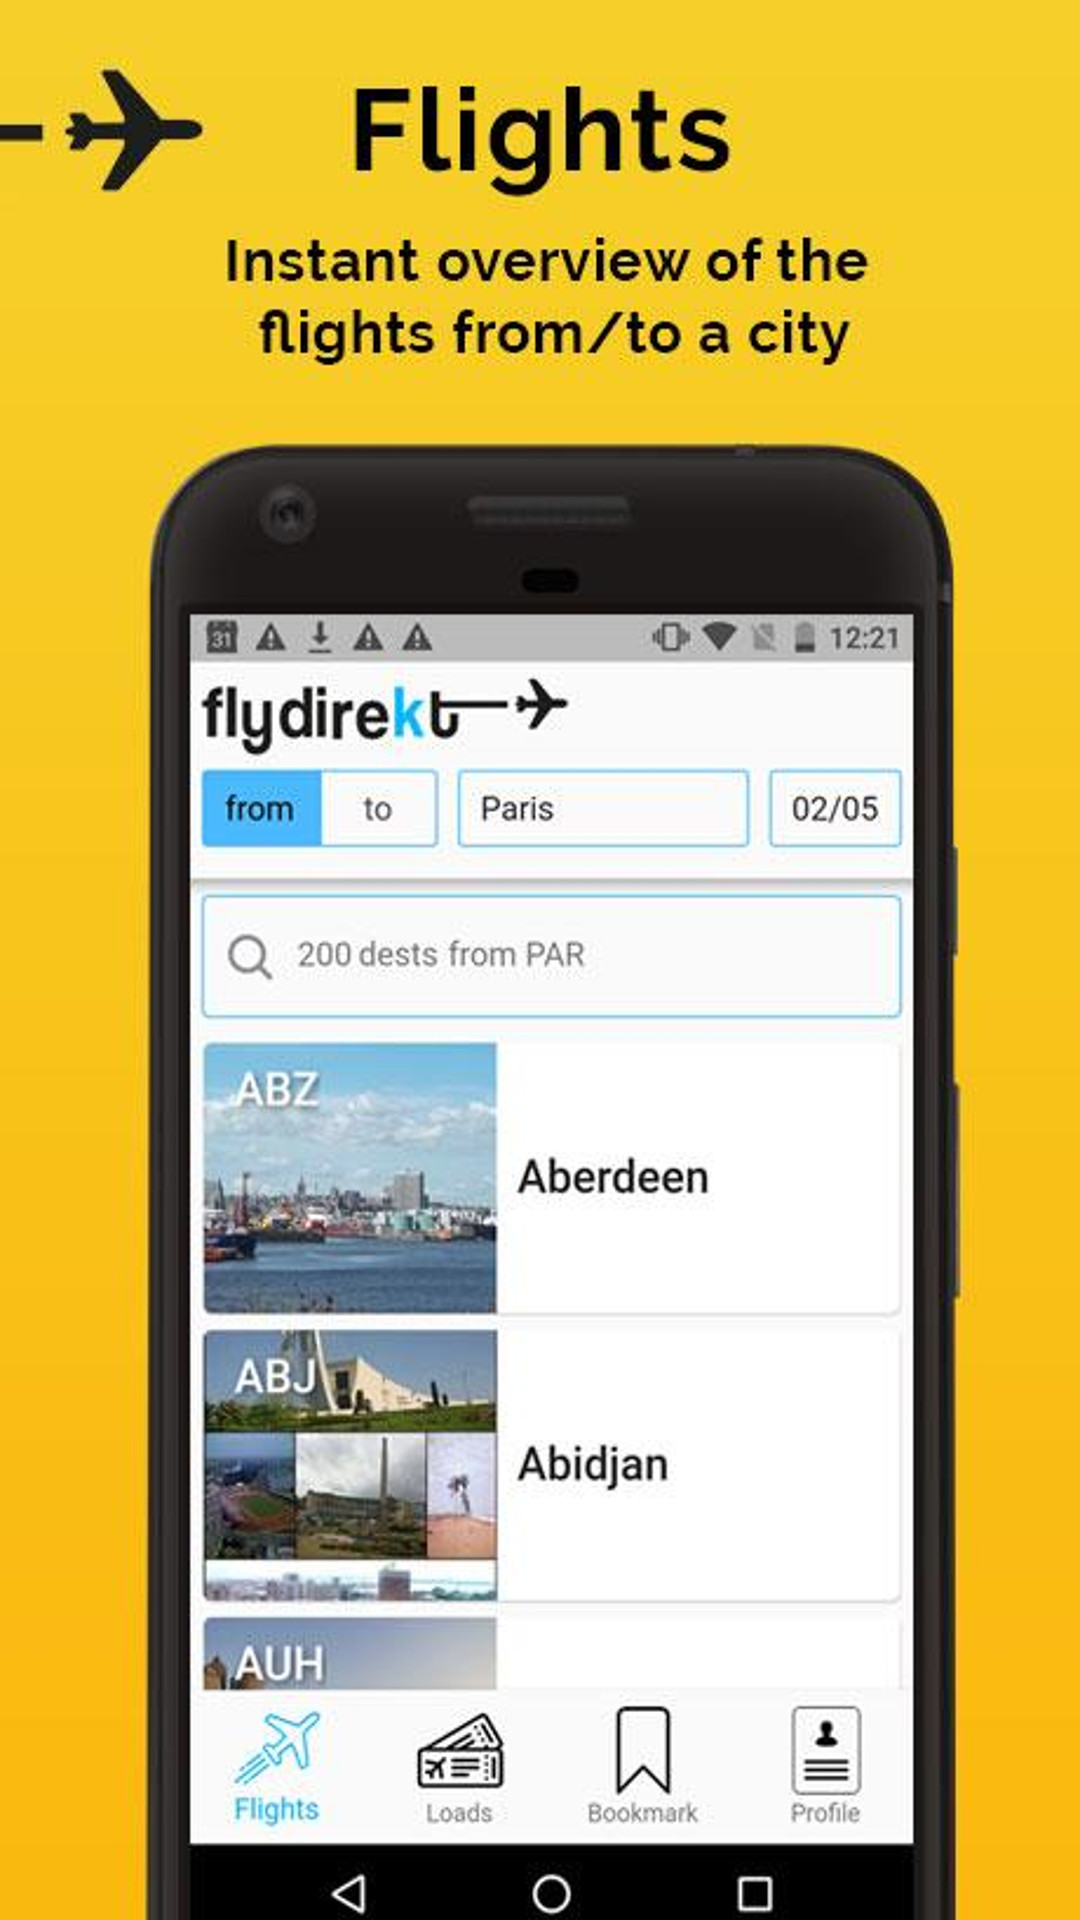 Flights
Instant overview of the
flights from/to a city
31
12:21
flydirekt
from
to
Paris
02/05
200 dests from PAR
ABZ
Aberdeen
ABJ
Abidjan
AUH
Flights
Loads
Bookmark
Profile